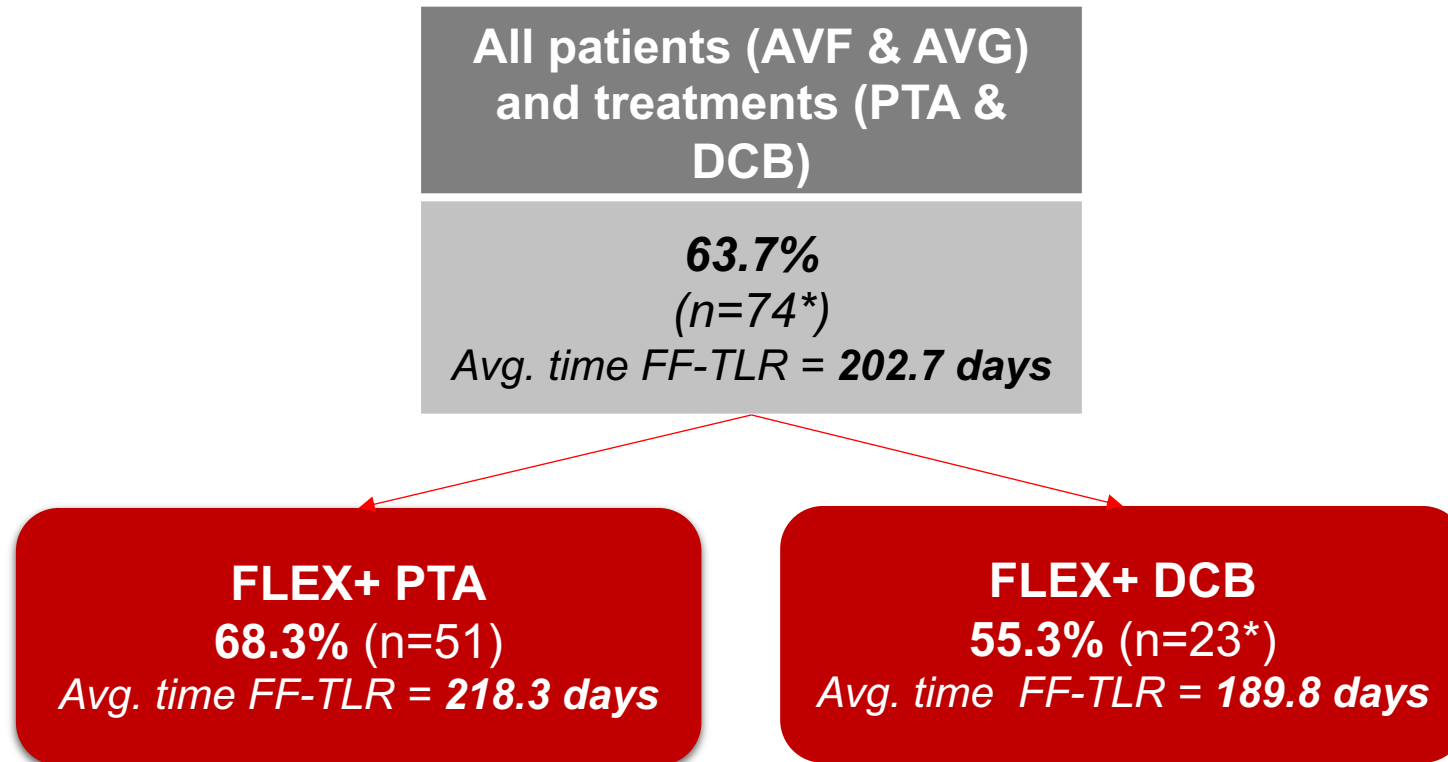 All patients (AVF & AVG)
and treatments (PTA &
DCB)
63.7%
(n=74*)
Avg. time FF-TLR = 202.7 days
FLEX+ PTA
68.3% (n=51)
Avg. time FF-TLR = 218.3 days
FLEX+ DCB
55.3% (n=23*)
Avg. time  FF-TLR = 189.8 days